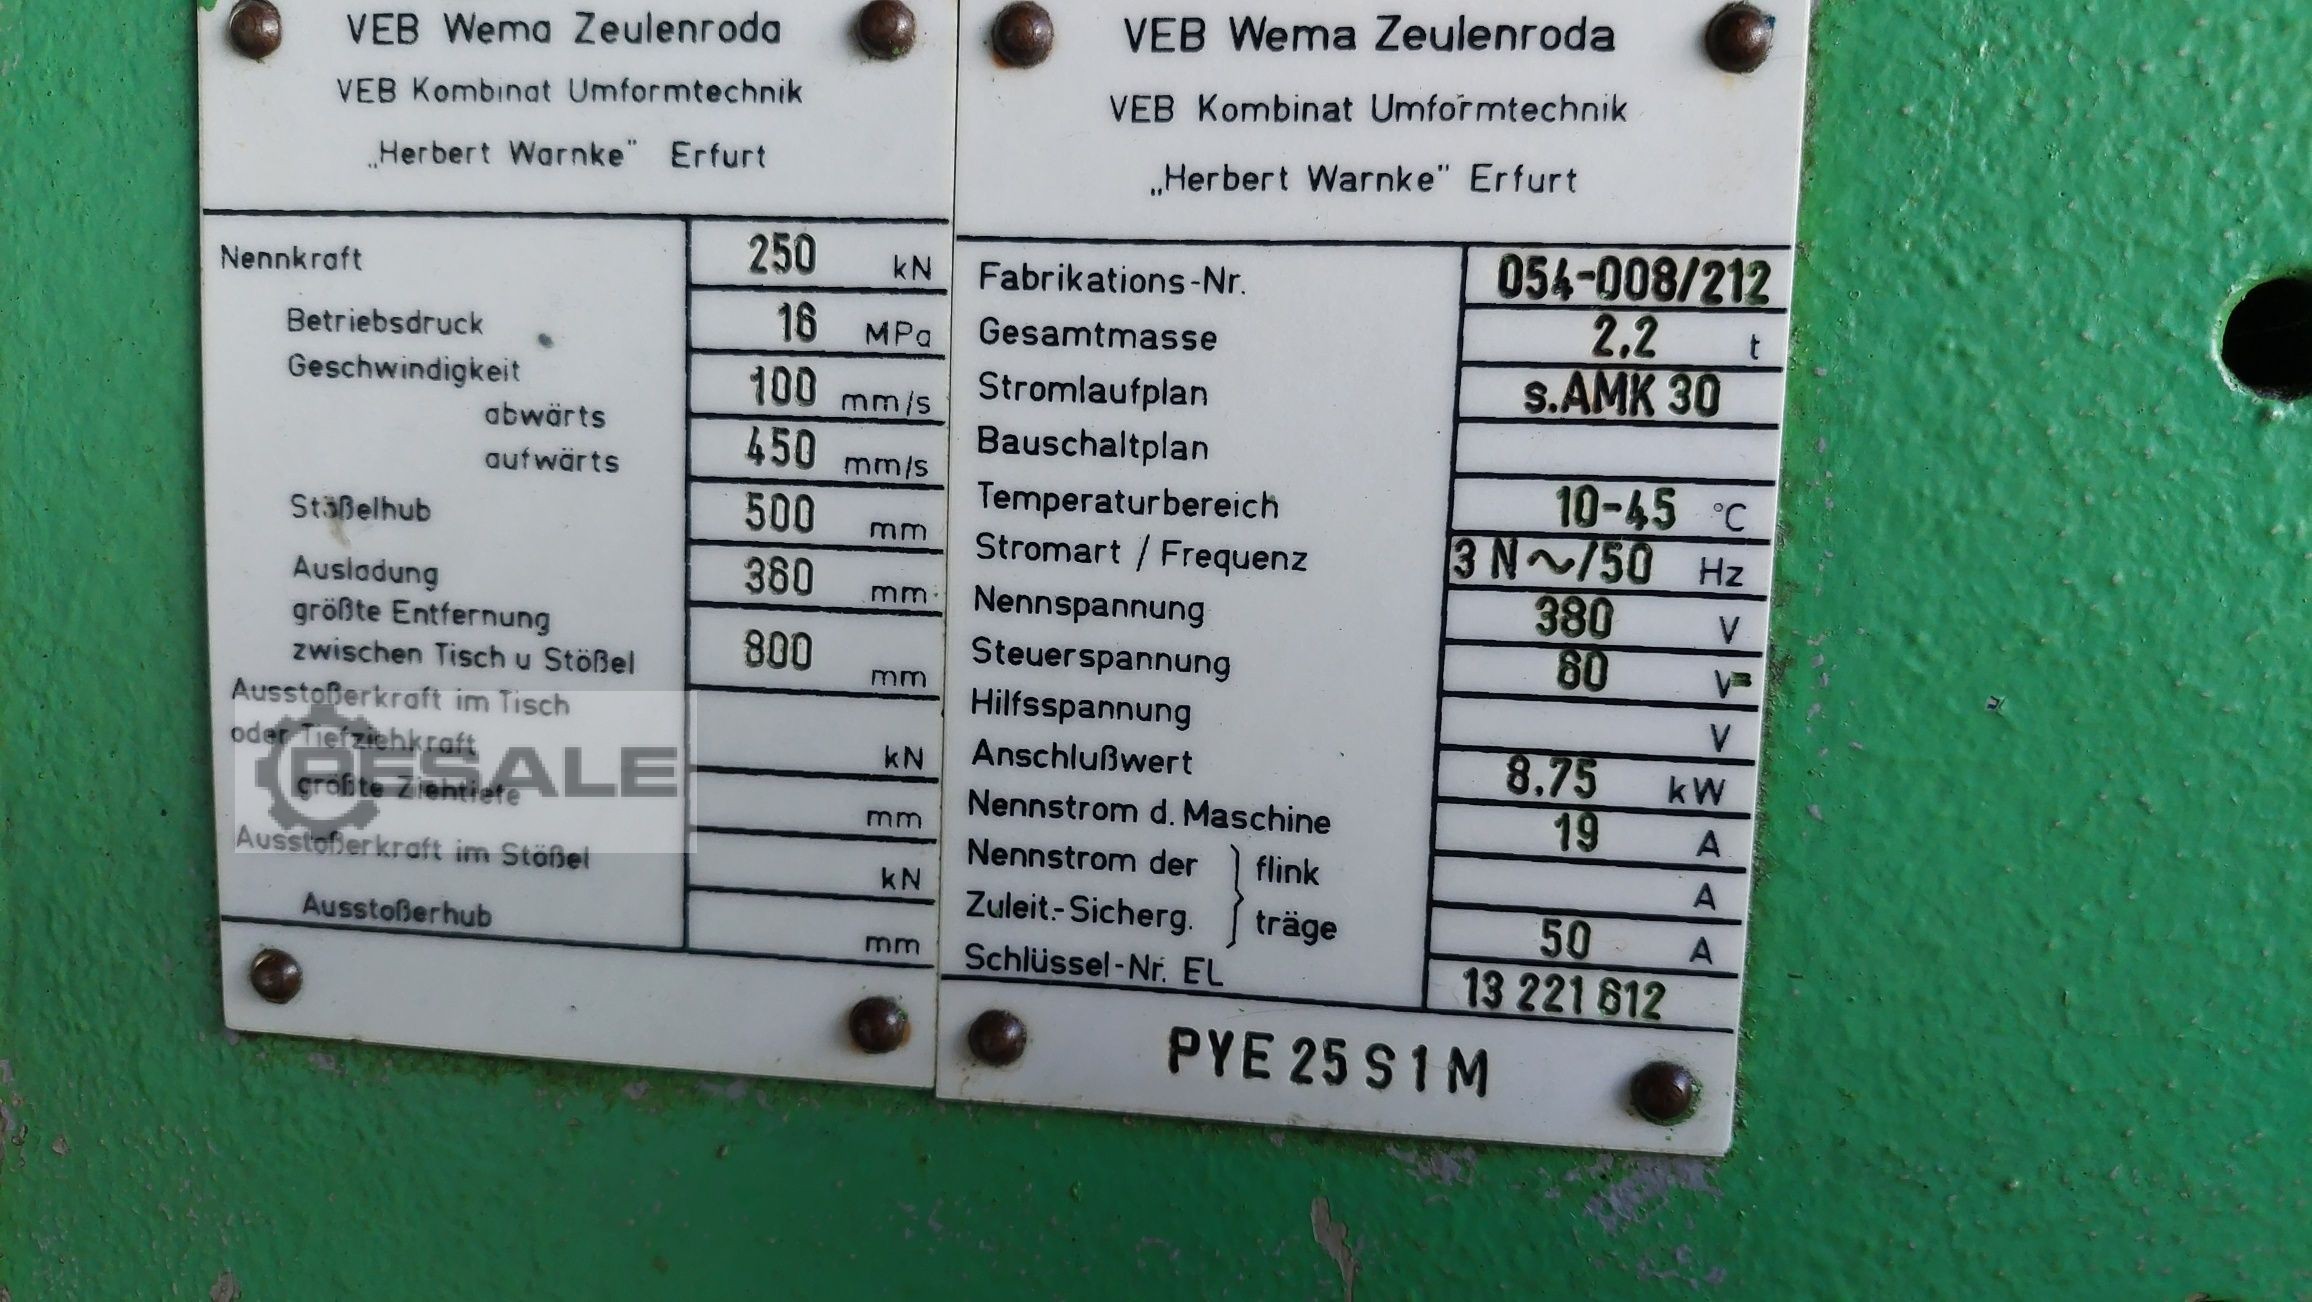 VEB Wema Zeulenroda
VEB Kombinat Umformtechnik
„Herbert Warnke" Erfurt
Nennkraft 250 kN
Betriebsdruck 16 MPa
Geschwindigkeit
abwärts 100 mm/s
aufwärts 450 mm/s
Stößelhub 500 mm
Ausladung 360 mm
größte Entfernung
zwischen Tisch u Stößel 800 mm
Ausstoßerkraft im Tisch
oder Tiefziehkraft kN
größte Ziehtiefe mm
Ausstoßerkraft im Stößel kN
Ausstoßerhub mm
RESALE
VEB Wema Zeulenroda
VEB Kombinat Umformtechnik
„Herbert Warnke" Erfurt
Fabrikations-Nr. 054-008/212
Gesamtmasse 2,2 t
Stromlaufplan s.AMK 30
Bauschaltplan
Temperaturbereich 10-45 °C
Stromart / Frequenz 3 N ~/50 Hz
Nennspannung 380 V
Steuerspannung 60 V=
Hilfsspannung V
Anschlußwert 8.75 kW
Nennstrom d. Maschine 19 A
Nennstrom der } flink A
Zuleit.-Sicherg. träge 50 A
Schlüssel-Nr. EL 13 221 612
PYE 25 S 1 M